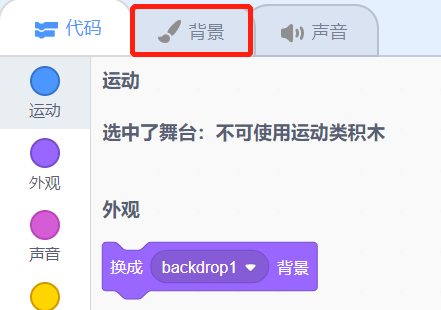 代码 背景 声音
运动
运动
选中了舞台：不可使用运动类积木
外观
外观
声音
换成 backdrop1 背景